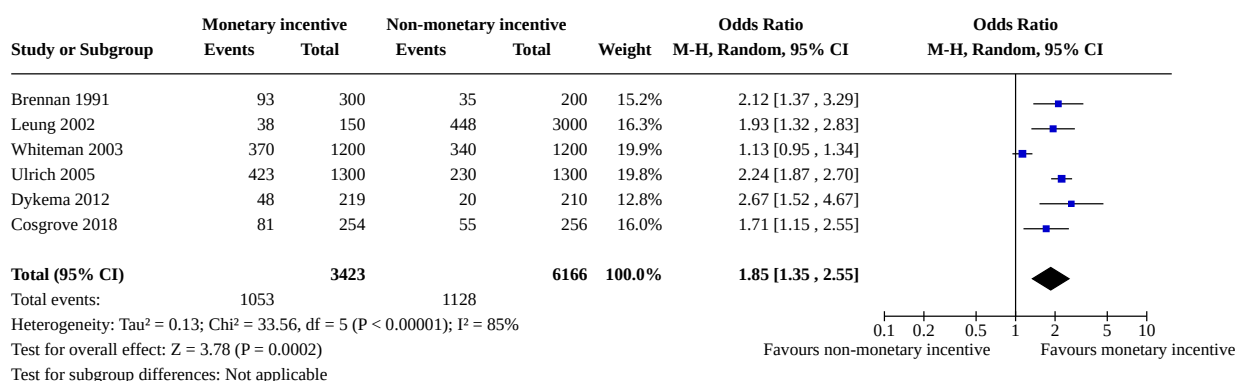 Monetary incentive Non-monetary incentive Odds Ratio Odds Ratio
Study or Subgroup Events Total Events Total Weight M-H, Random, 95% CI M-H, Random, 95% CI
Brennan 1991 93 300 35 200 15.2% 2.12 [1.37 , 3.29]
Leung 2002 38 150 448 3000 16.3% 1.93 [1.32 , 2.83]
Whiteman 2003 370 1200 340 1200 19.9% 1.13 [0.95 , 1.34]
Ulrich 2005 423 1300 230 1300 19.8% 2.24 [1.87 , 2.70]
Dykema 2012 48 219 20 210 12.8% 2.67 [1.52 , 4.67]
Cosgrove 2018 81 254 55 256 16.0% 1.71 [1.15 , 2.55]
Total (95% CI) 3423 6166 100.0% 1.85 [1.35 , 2.55]
Total events: 1053 1128
Heterogeneity: Tau² = 0.13; Chi² = 33.56, df = 5 (P < 0.00001); I² = 85%
0.1 0.2 0.5 1 2 5 10
Test for overall effect: Z = 3.78 (P = 0.0002) Favours non-monetary incentive Favours monetary incentive
Test for subgroup differences: Not applicable